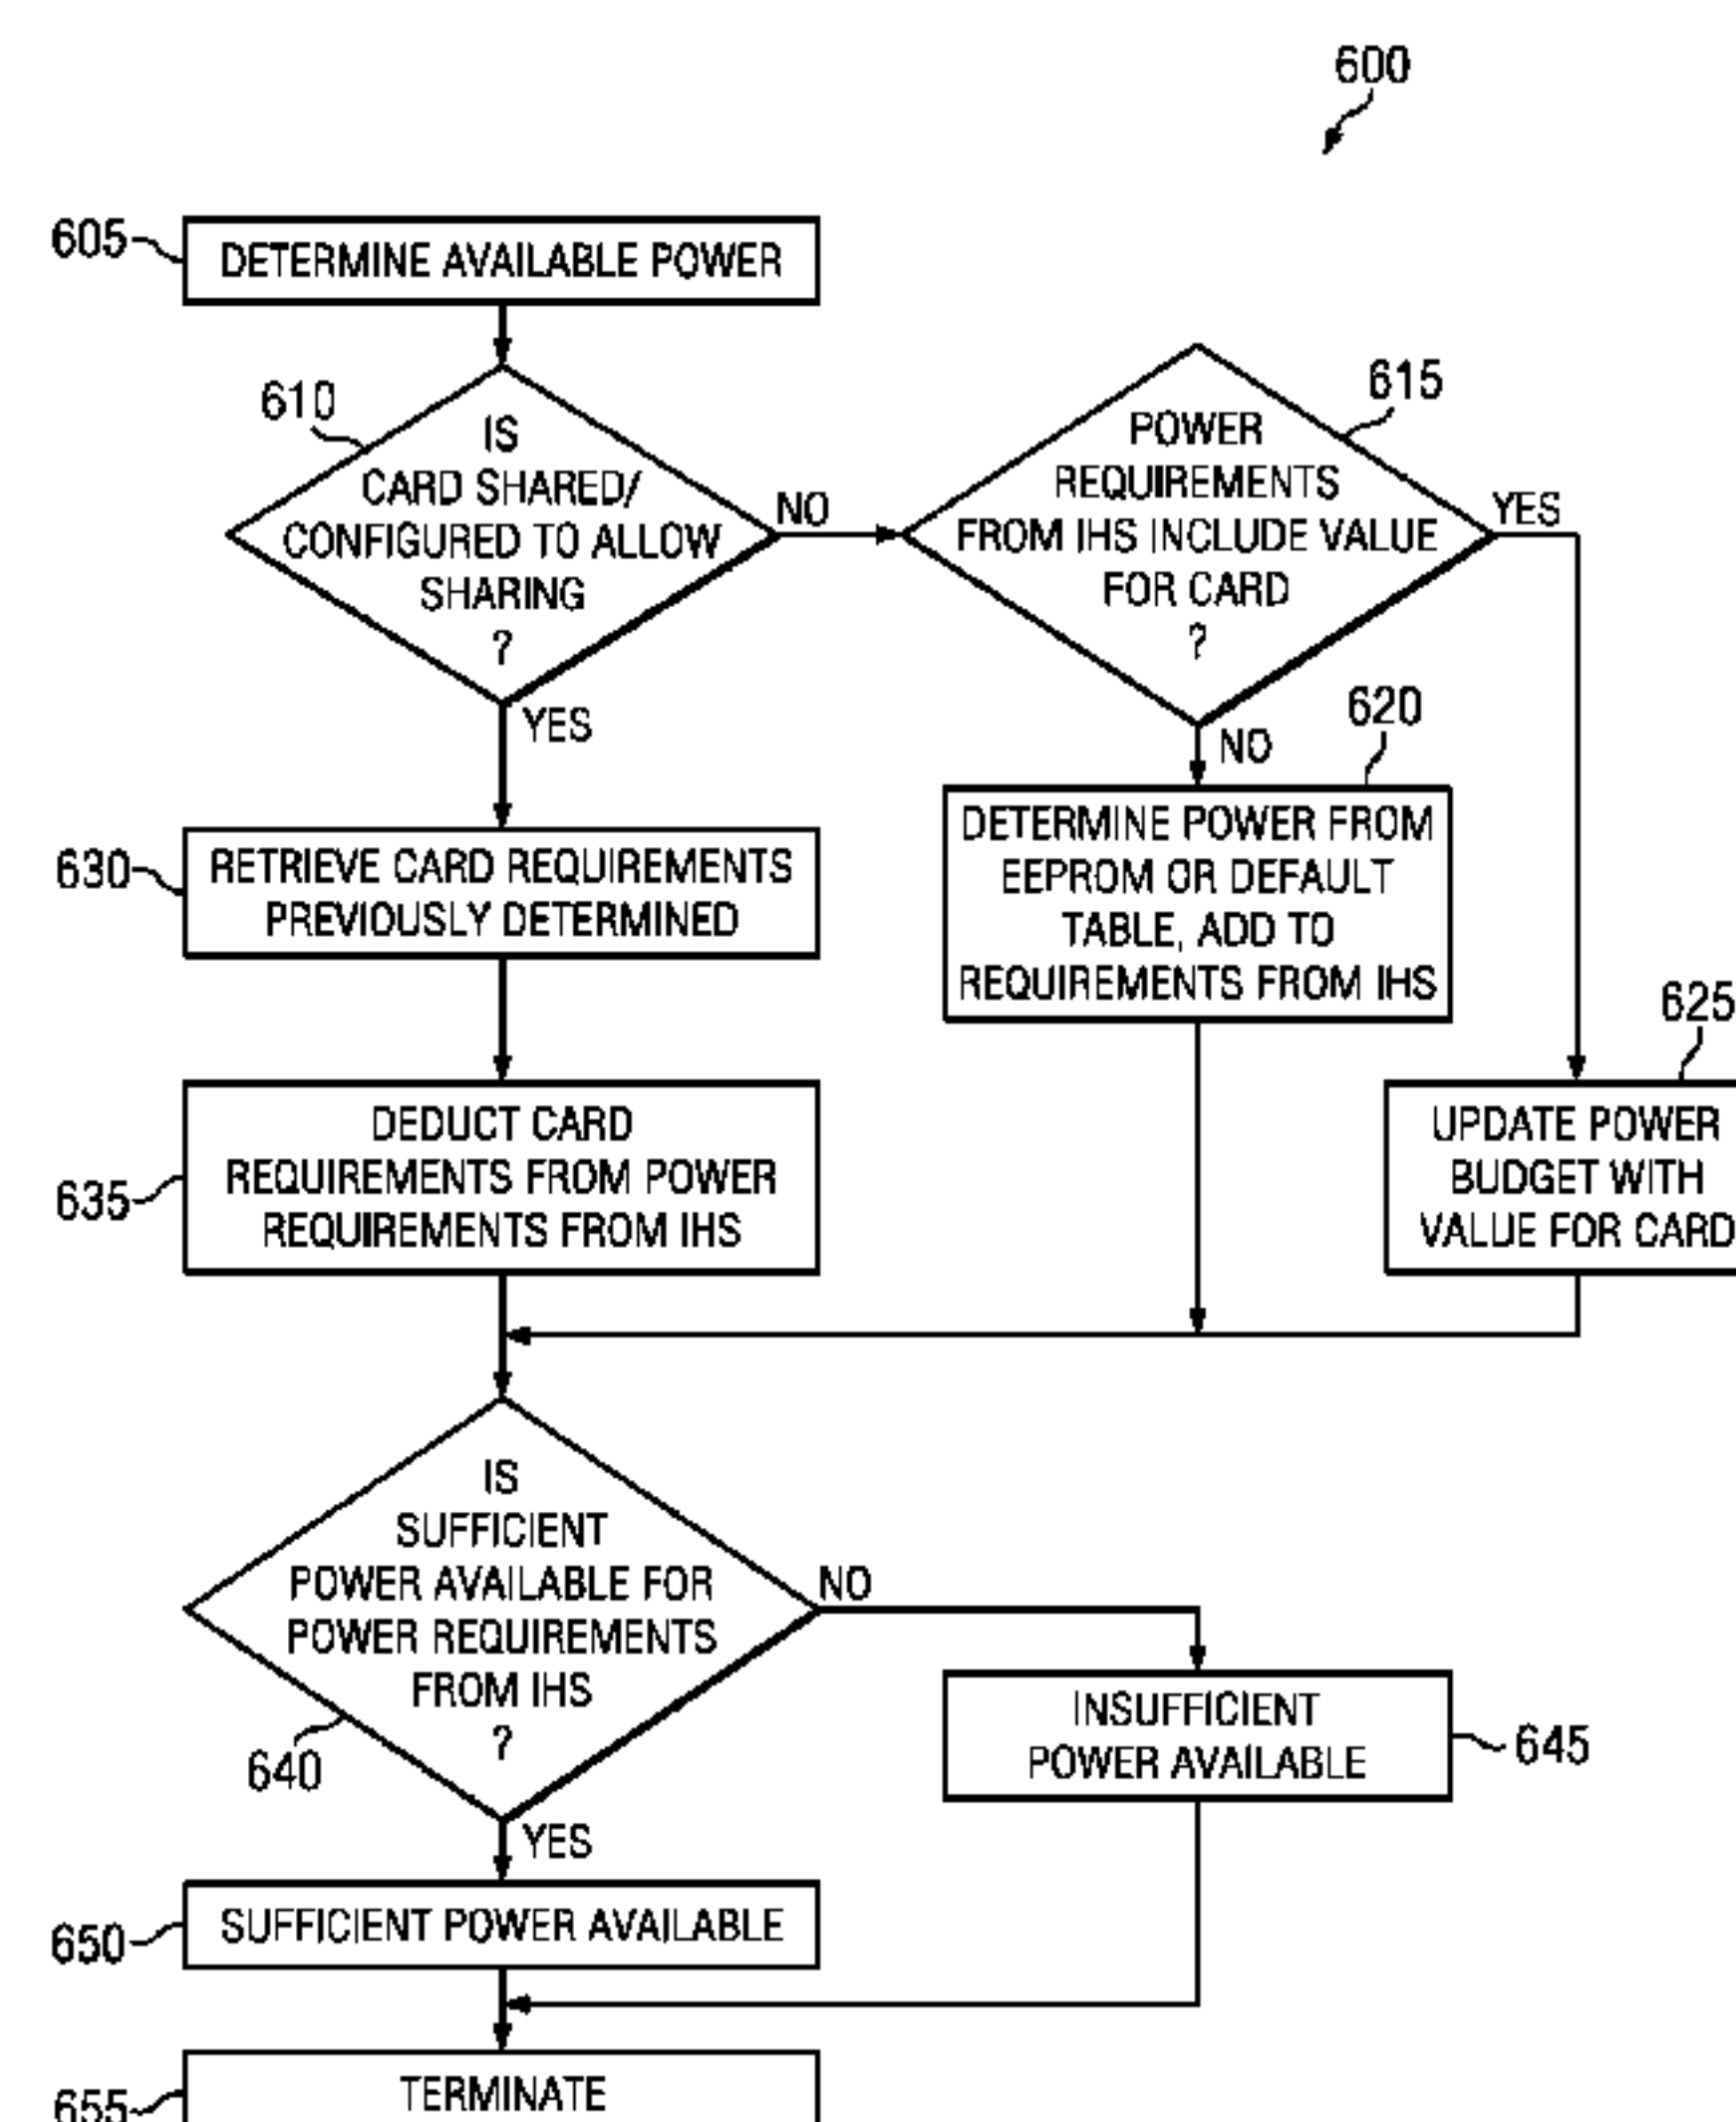 600
605
DETERMINE AVAILABLE POWER
610
IS
CARD SHARED/
CONFIGURED TO ALLOW
SHARING
?
NO
YES
615
POWER
REQUIREMENTS
FROM IHS INCLUDE VALUE
FOR CARD
?
YES
NO
620
DETERMINE POWER FROM
EEPROM OR DEFAULT
TABLE, ADD TO
REQUIREMENTS FROM IHS
625
UPDATE POWER
BUDGET WITH
VALUE FOR CARD
630
RETRIEVE CARD REQUIREMENTS
PREVIOUSLY DETERMINED
635
DEDUCT CARD
REQUIREMENTS FROM POWER
REQUIREMENTS FROM IHS
IS
SUFFICIENT
POWER AVAILABLE FOR
POWER REQUIREMENTS
FROM IHS
?
640
NO
YES
INSUFFICIENT
POWER AVAILABLE
645
650
SUFFICIENT POWER AVAILABLE
655
TERMINATE